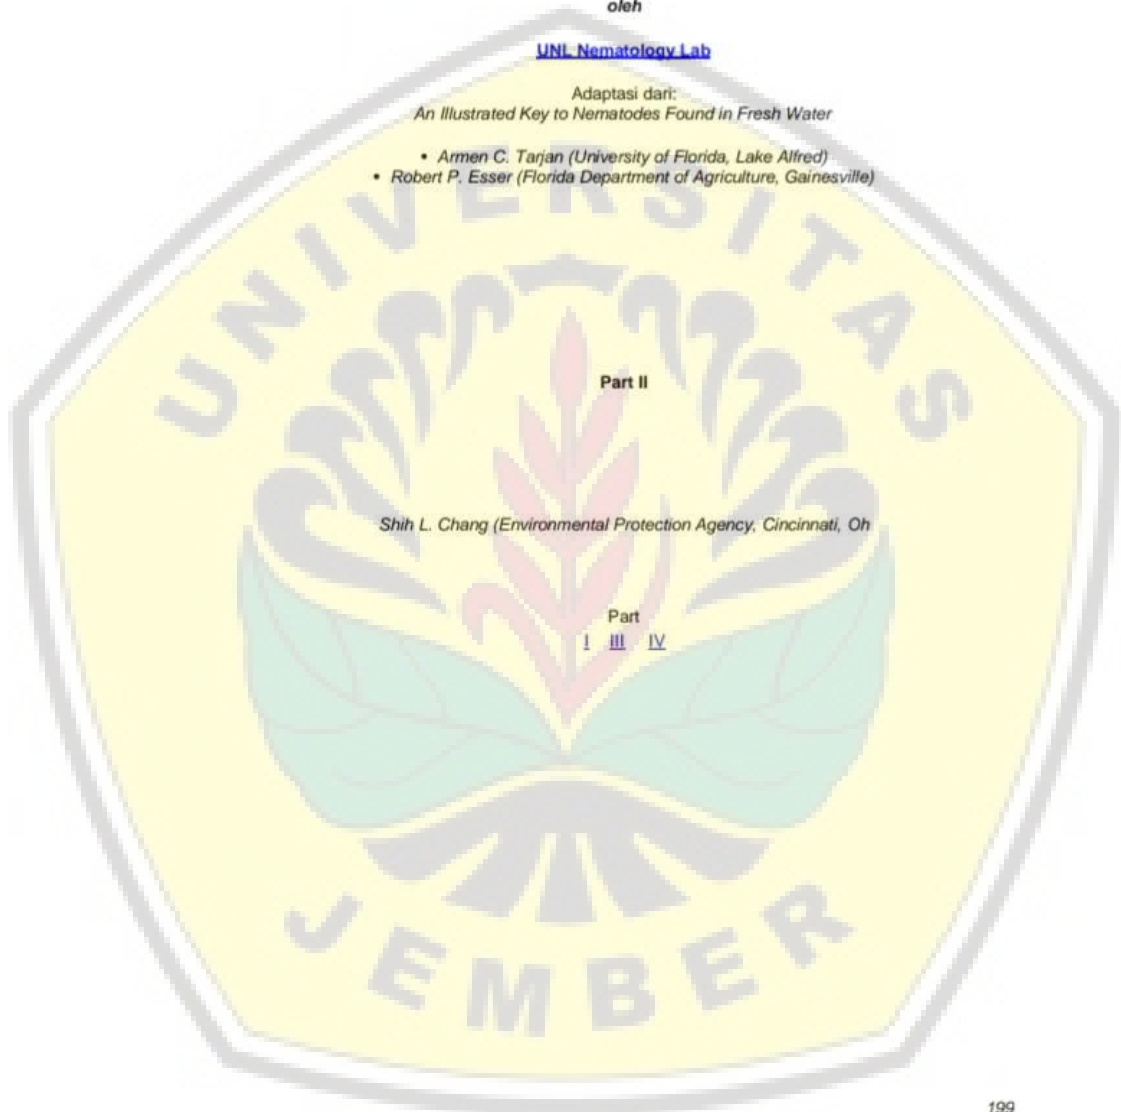 oleh
UNL Nematology Lab
Adaptasi dari:
An Illustrated Key to Nematodes Found in Fresh Water
• Armen C. Tarjan (University of Florida, Lake Alfred)
• Robert P. Esser (Florida Department of Agriculture, Gainesville)
UNIVERSITAS
Part II
Shih L. Chang (Environmental Protection Agency, Cincinnati, Oh
Part
I III IV
JEMBER
199